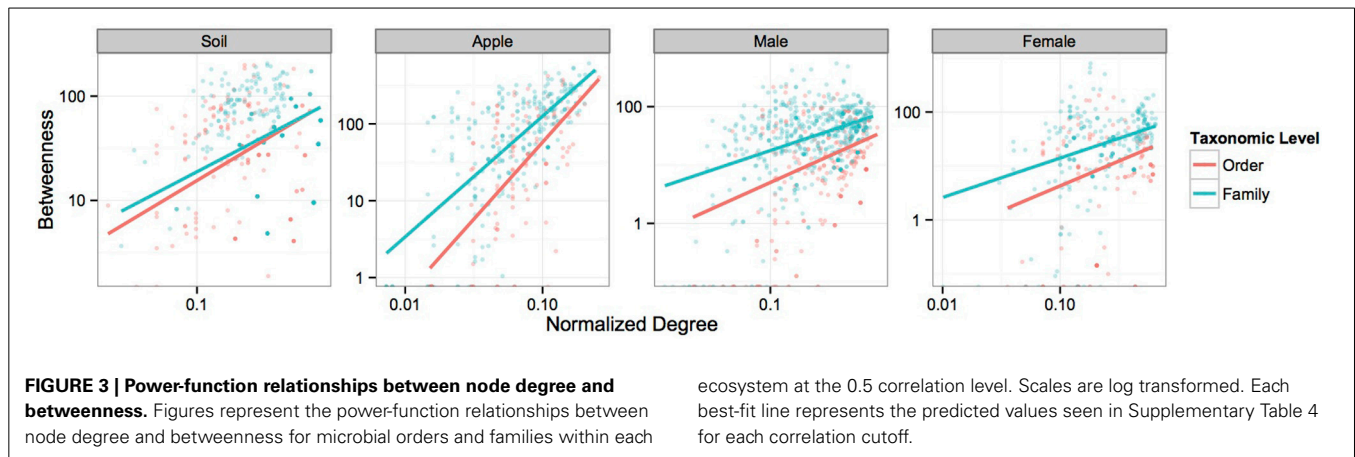 Soil
Apple
Male
Female
Betweenness
100
10
0.1
100
10
1
0.01
0.10
100
1
0.1
100
1
0.01
0.10
Normalized Degree
Taxonomic Level
Order
Family
FIGURE 3 | Power-function relationships between node degree and
betweenness. Figures represent the power-function relationships between
node degree and betweenness for microbial orders and families within each
ecosystem at the 0.5 correlation level. Scales are log transformed. Each
best-fit line represents the predicted values seen in Supplementary Table 4
for each correlation cutoff.